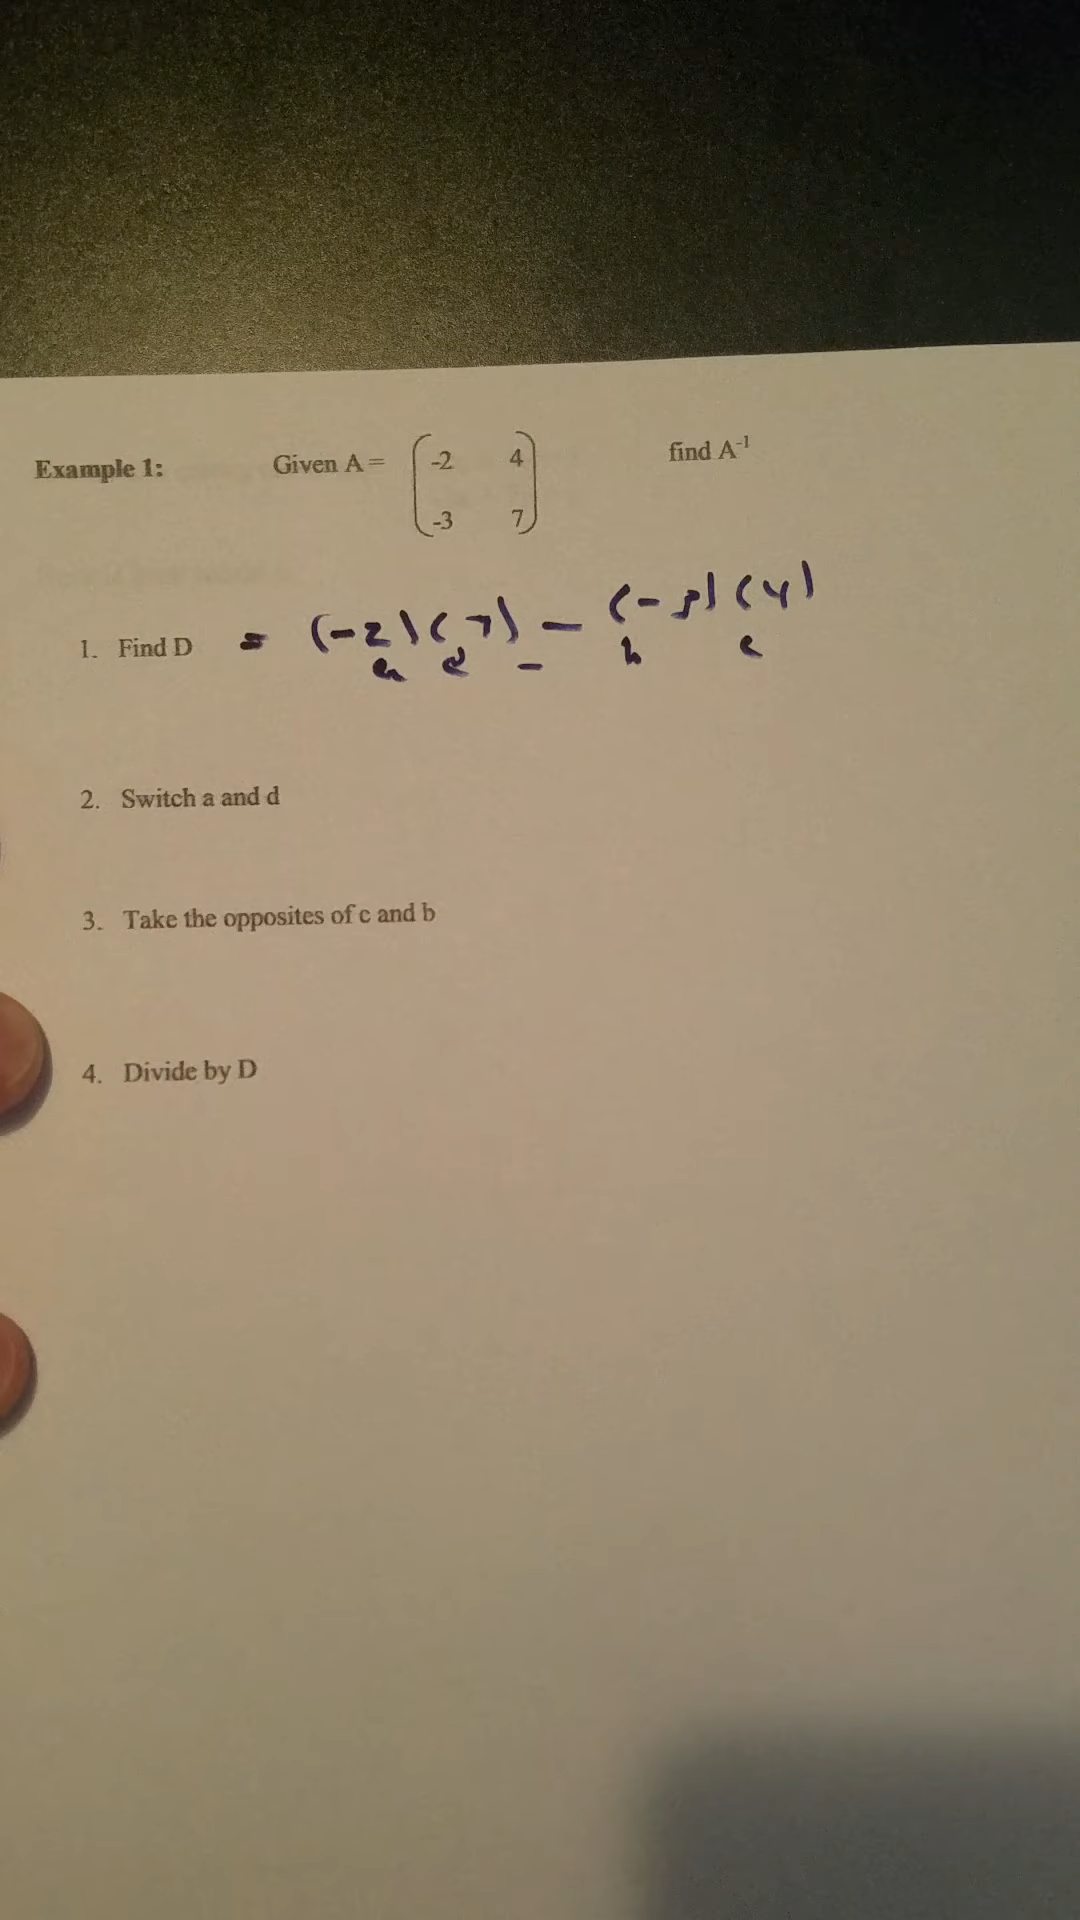 Example 1: Given A = ( -2 4 find A⁻¹
-3 7 )
1. Find D = (-2)(7) - (-3)(4)
a d - b c
2. Switch a and d
3. Take the opposites of c and b
4. Divide by D